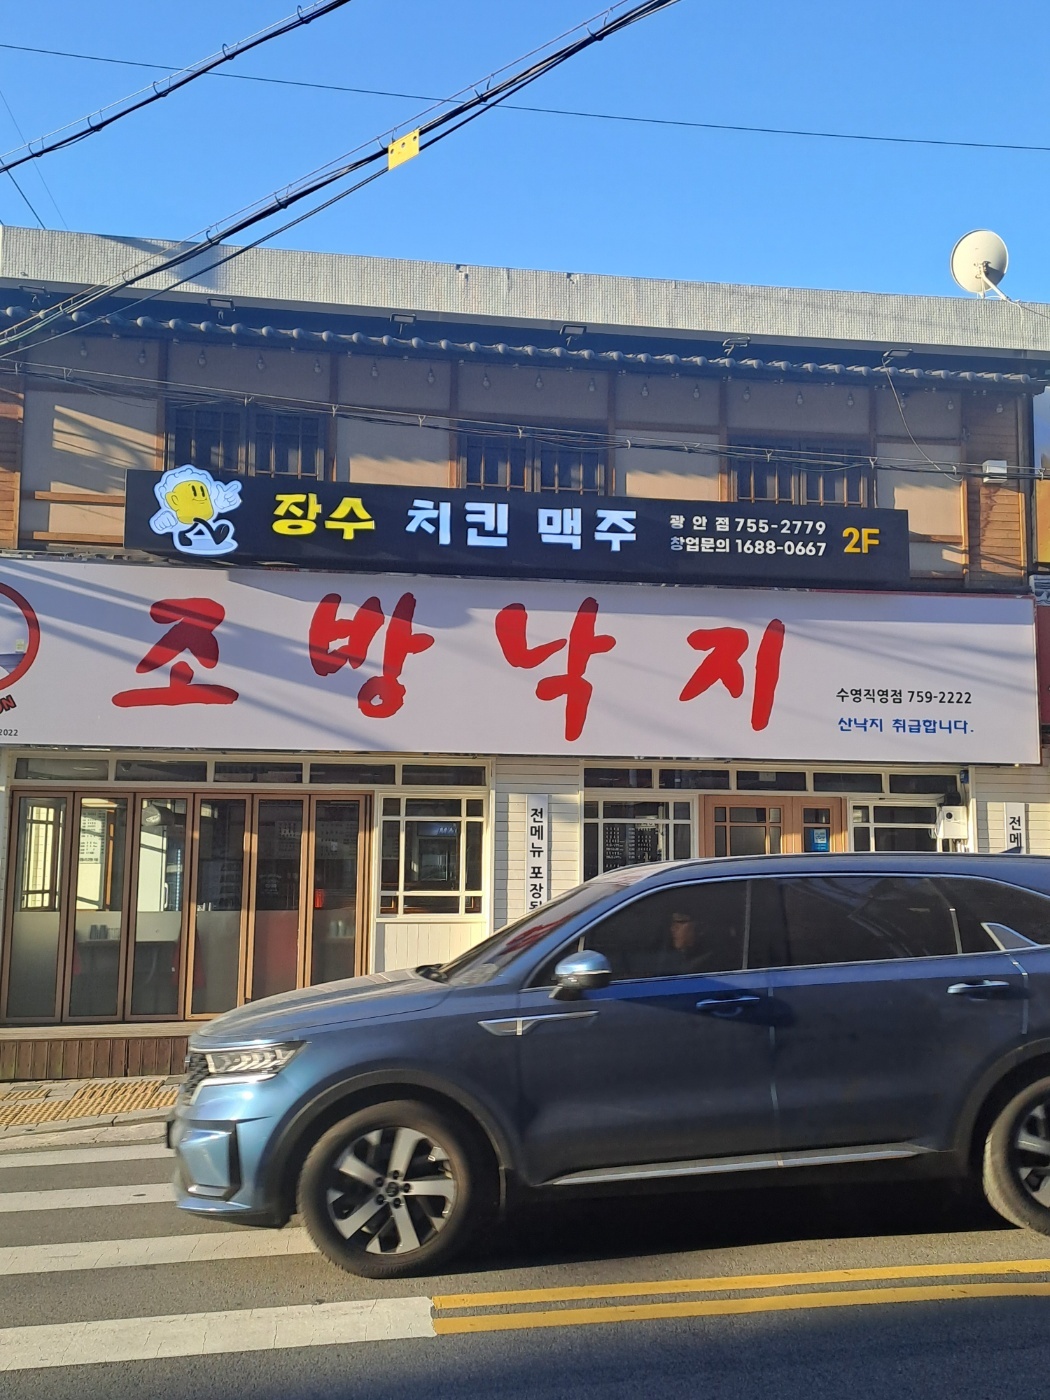 장수 치킨 맥주
광안점 755-2779
창업문의 1688-0667
2F
조방낙지
수영직영점 759-2222
산낙지 취급합니다.
2022
전메뉴 포장
전메